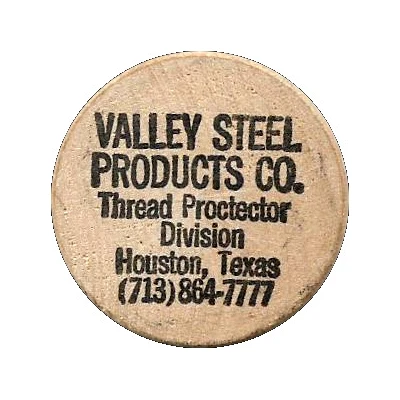 VALLEY STEEL
PRODUCTS CO.
Thread Proctector
Division
Houston, Texas
(713) 864-7777